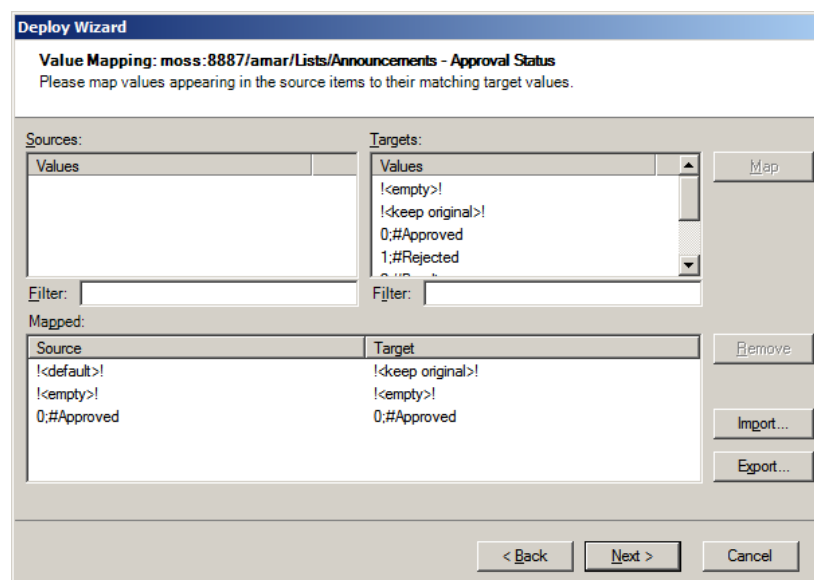 Deploy Wizard
Value Mapping: moss:8887/amar/Lists/Announcements - Approval Status
Please map values appearing in the source items to their matching target values.
Sources:
Targets:
Values
Values
Map
!<empty>!
!<keep original>!
0;#Approved
1;#Rejected
Filter:
Filter:
Mapped:
Source Target
Remove
!<default>! !<keep original>!
!<empty>! !<empty>!
0;#Approved 0;#Approved
Import...
Export...
< Back
Next >
Cancel